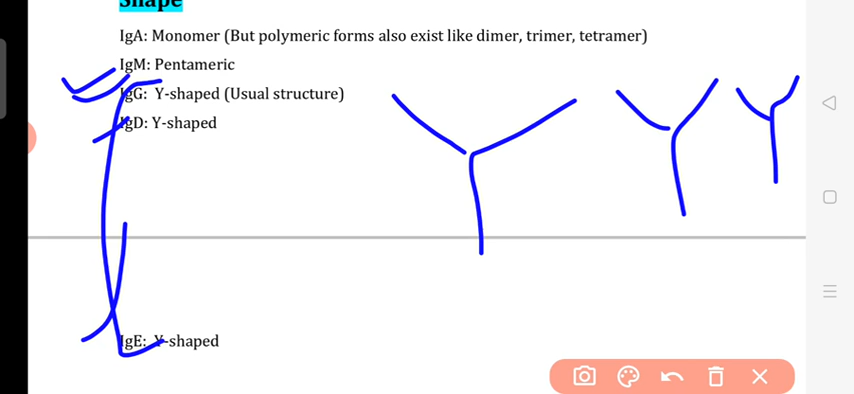 Shape
IgA: Monomer (But polymeric forms also exist like dimer, trimer, tetramer)
IgM: Pentameric
IgG: Y-shaped (Usual structure)
IgD: Y-shaped
IgE: Y-shaped